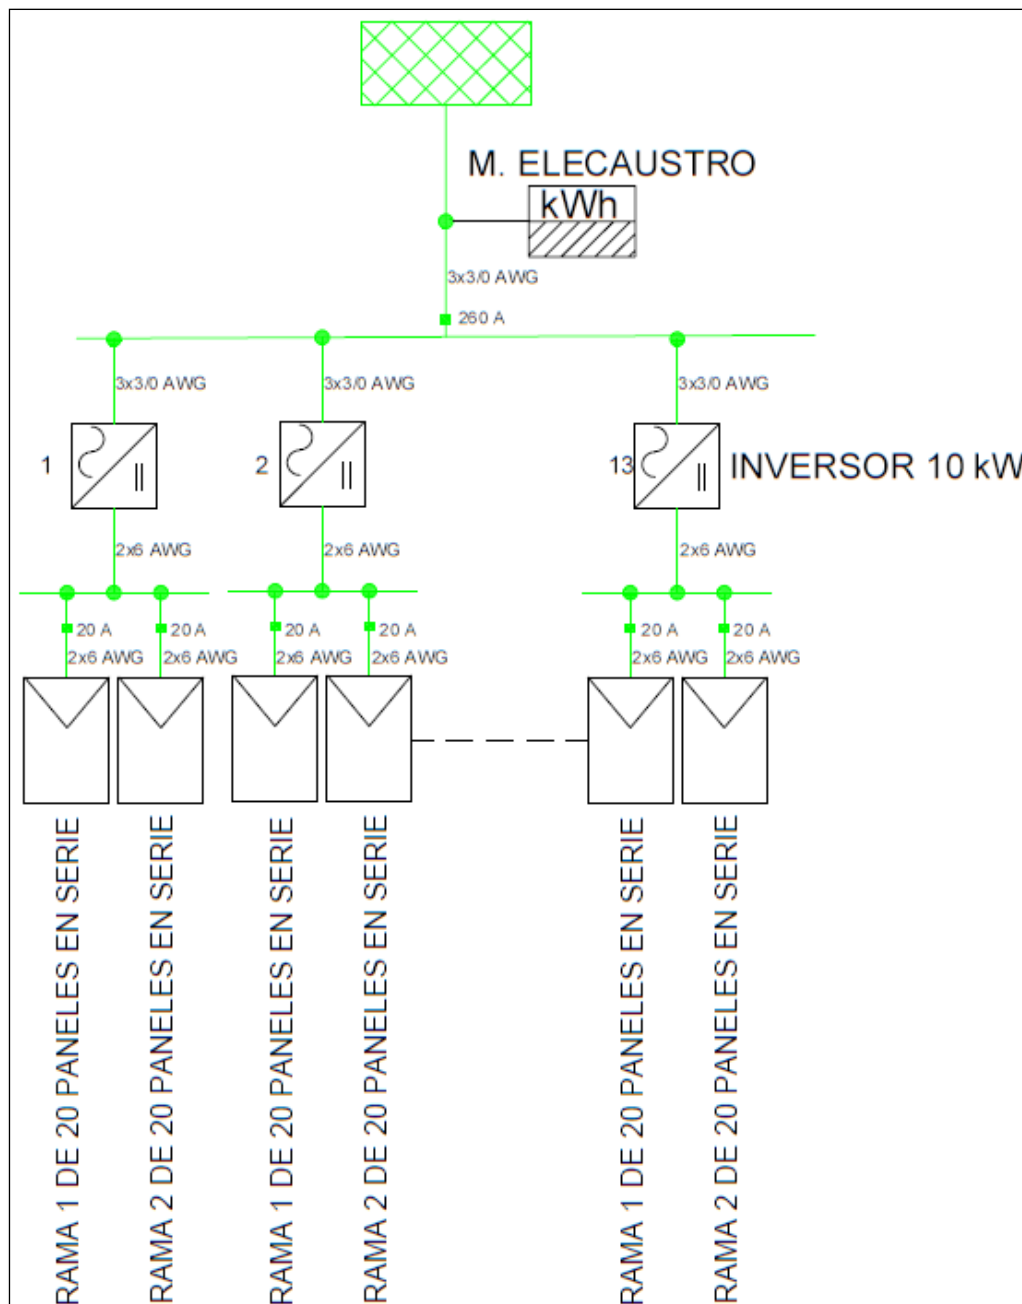 M. ELECAUSTRO
kWh
3x3/0 AWG
260 A
3x3/0 AWG
3x3/0 AWG
3x3/0 AWG
1
2
13
INVERSOR 10 kW
2x6 AWG
2x6 AWG
2x6 AWG
20 A
20 A
20 A
20 A
20 A
20 A
2x6 AWG
2x6 AWG
2x6 AWG
2x6 AWG
2x6 AWG
2x6 AWG
RAMA 1 DE 20 PANELES EN SERIE
RAMA 2 DE 20 PANELES EN SERIE
RAMA 1 DE 20 PANELES EN SERIE
RAMA 2 DE 20 PANELES EN SERIE
RAMA 1 DE 20 PANELES EN SERIE
RAMA 2 DE 20 PANELES EN SERIE